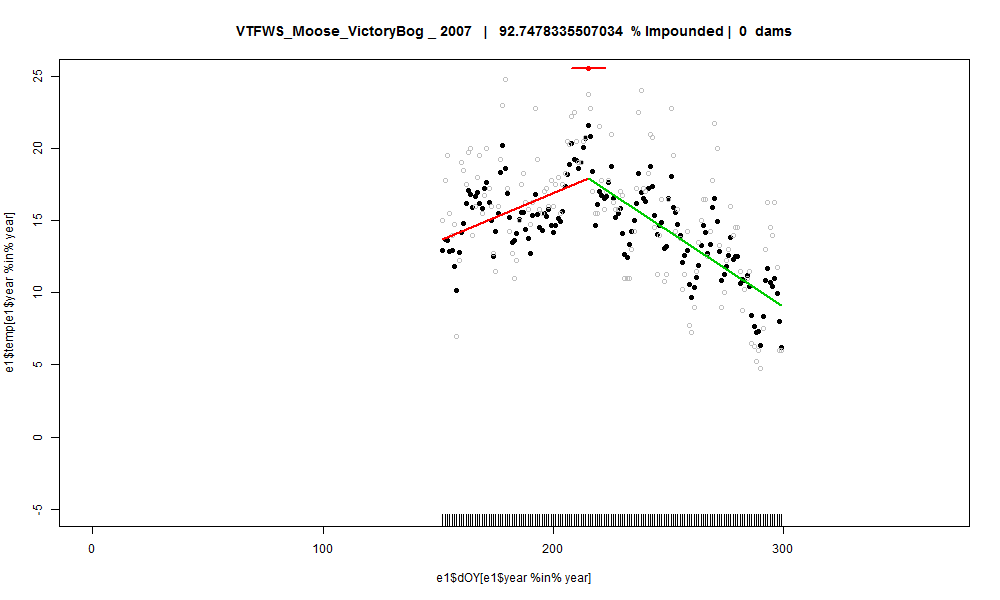 VTFWS_Moose_VictoryBog _ 2007 | 92.7478335507034 % Impounded | 0 dams
25
20
15
10
5
0
-5
e1$temp[e1$year %in% year]
0 100 200 300
e1$dOY[e1$year %in% year]